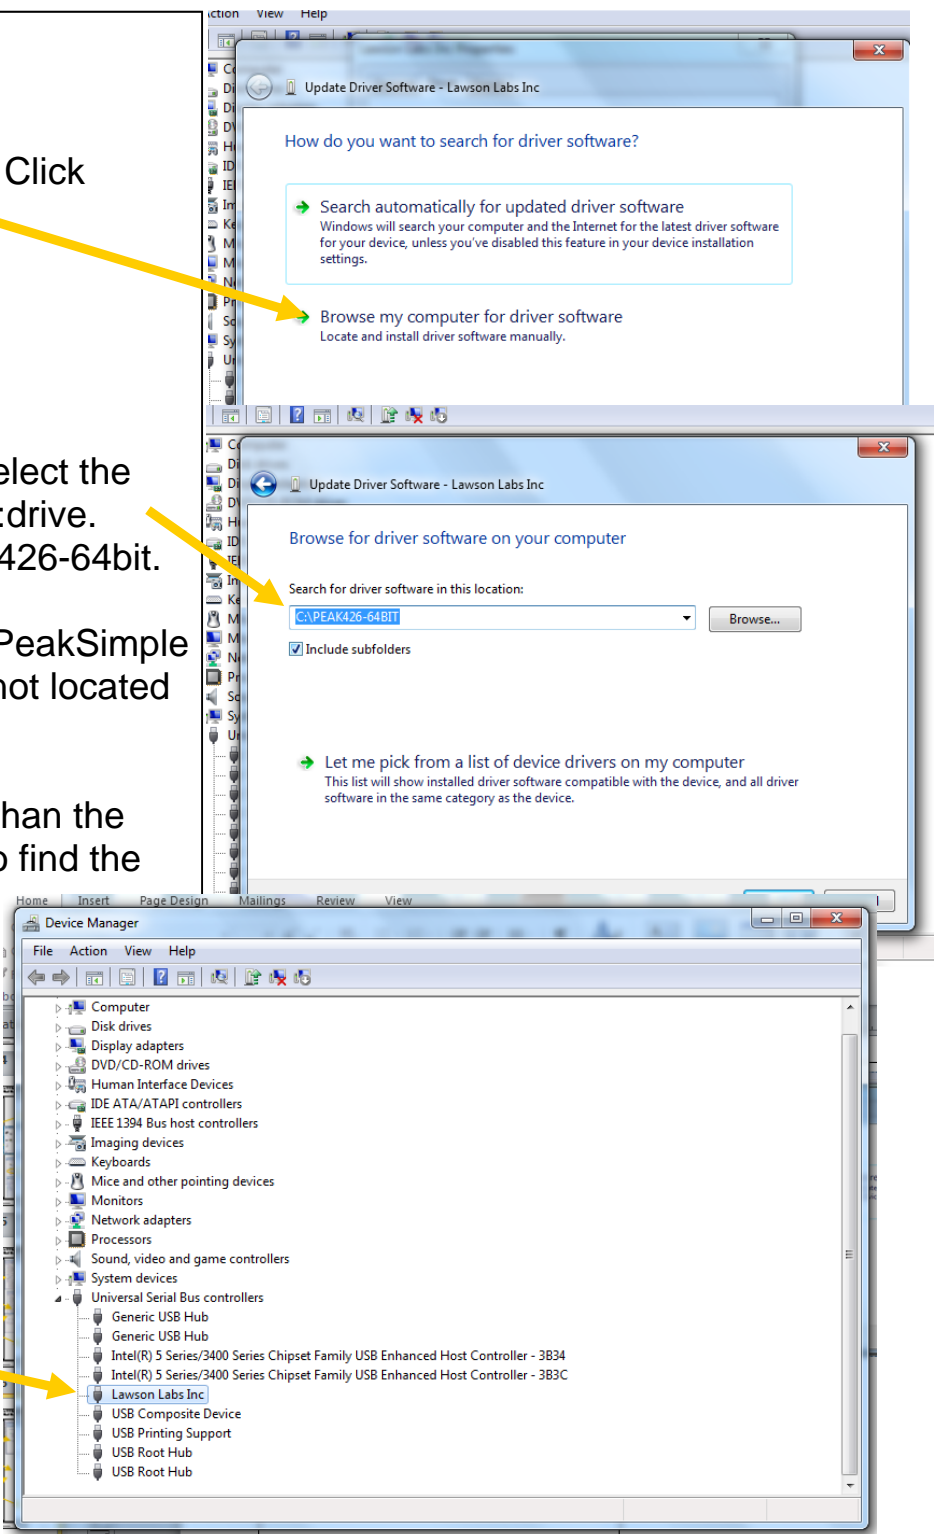 ction View Help
Update Driver Software - Lawson Labs Inc
How do you want to search for driver software?
Click
Search automatically for updated driver software
Windows will search your computer and the Internet for the latest driver software
for your device, unless you've disabled this feature in your device installation
settings.
Browse my computer for driver software
Locate and install driver software manually.
elect the
:drive.
426-64bit.
PeakSimple
not located
han the
o find the
Update Driver Software - Lawson Labs Inc
Browse for driver software on your computer
Search for driver software in this location:
C:\PEAK426-64BIT
Browse...
Include subfolders
Let me pick from a list of device drivers on my computer
This list will show installed driver software compatible with the device, and all driver
software in the same category as the device.
Home Insert Page Design Mailings Review View
Device Manager
File Action View Help
Computer
Disk drives
Display adapters
DVD/CD-ROM drives
Human Interface Devices
IDE ATA/ATAPI controllers
IEEE 1394 Bus host controllers
Imaging devices
Keyboards
Mice and other pointing devices
Monitors
Network adapters
Processors
Sound, video and game controllers
System devices
Universal Serial Bus controllers
Generic USB Hub
Generic USB Hub
Intel(R) 5 Series/3400 Series Chipset Family USB Enhanced Host Controller - 3B34
Intel(R) 5 Series/3400 Series Chipset Family USB Enhanced Host Controller - 3B3C
Lawson Labs Inc
USB Composite Device
USB Printing Support
USB Root Hub
USB Root Hub